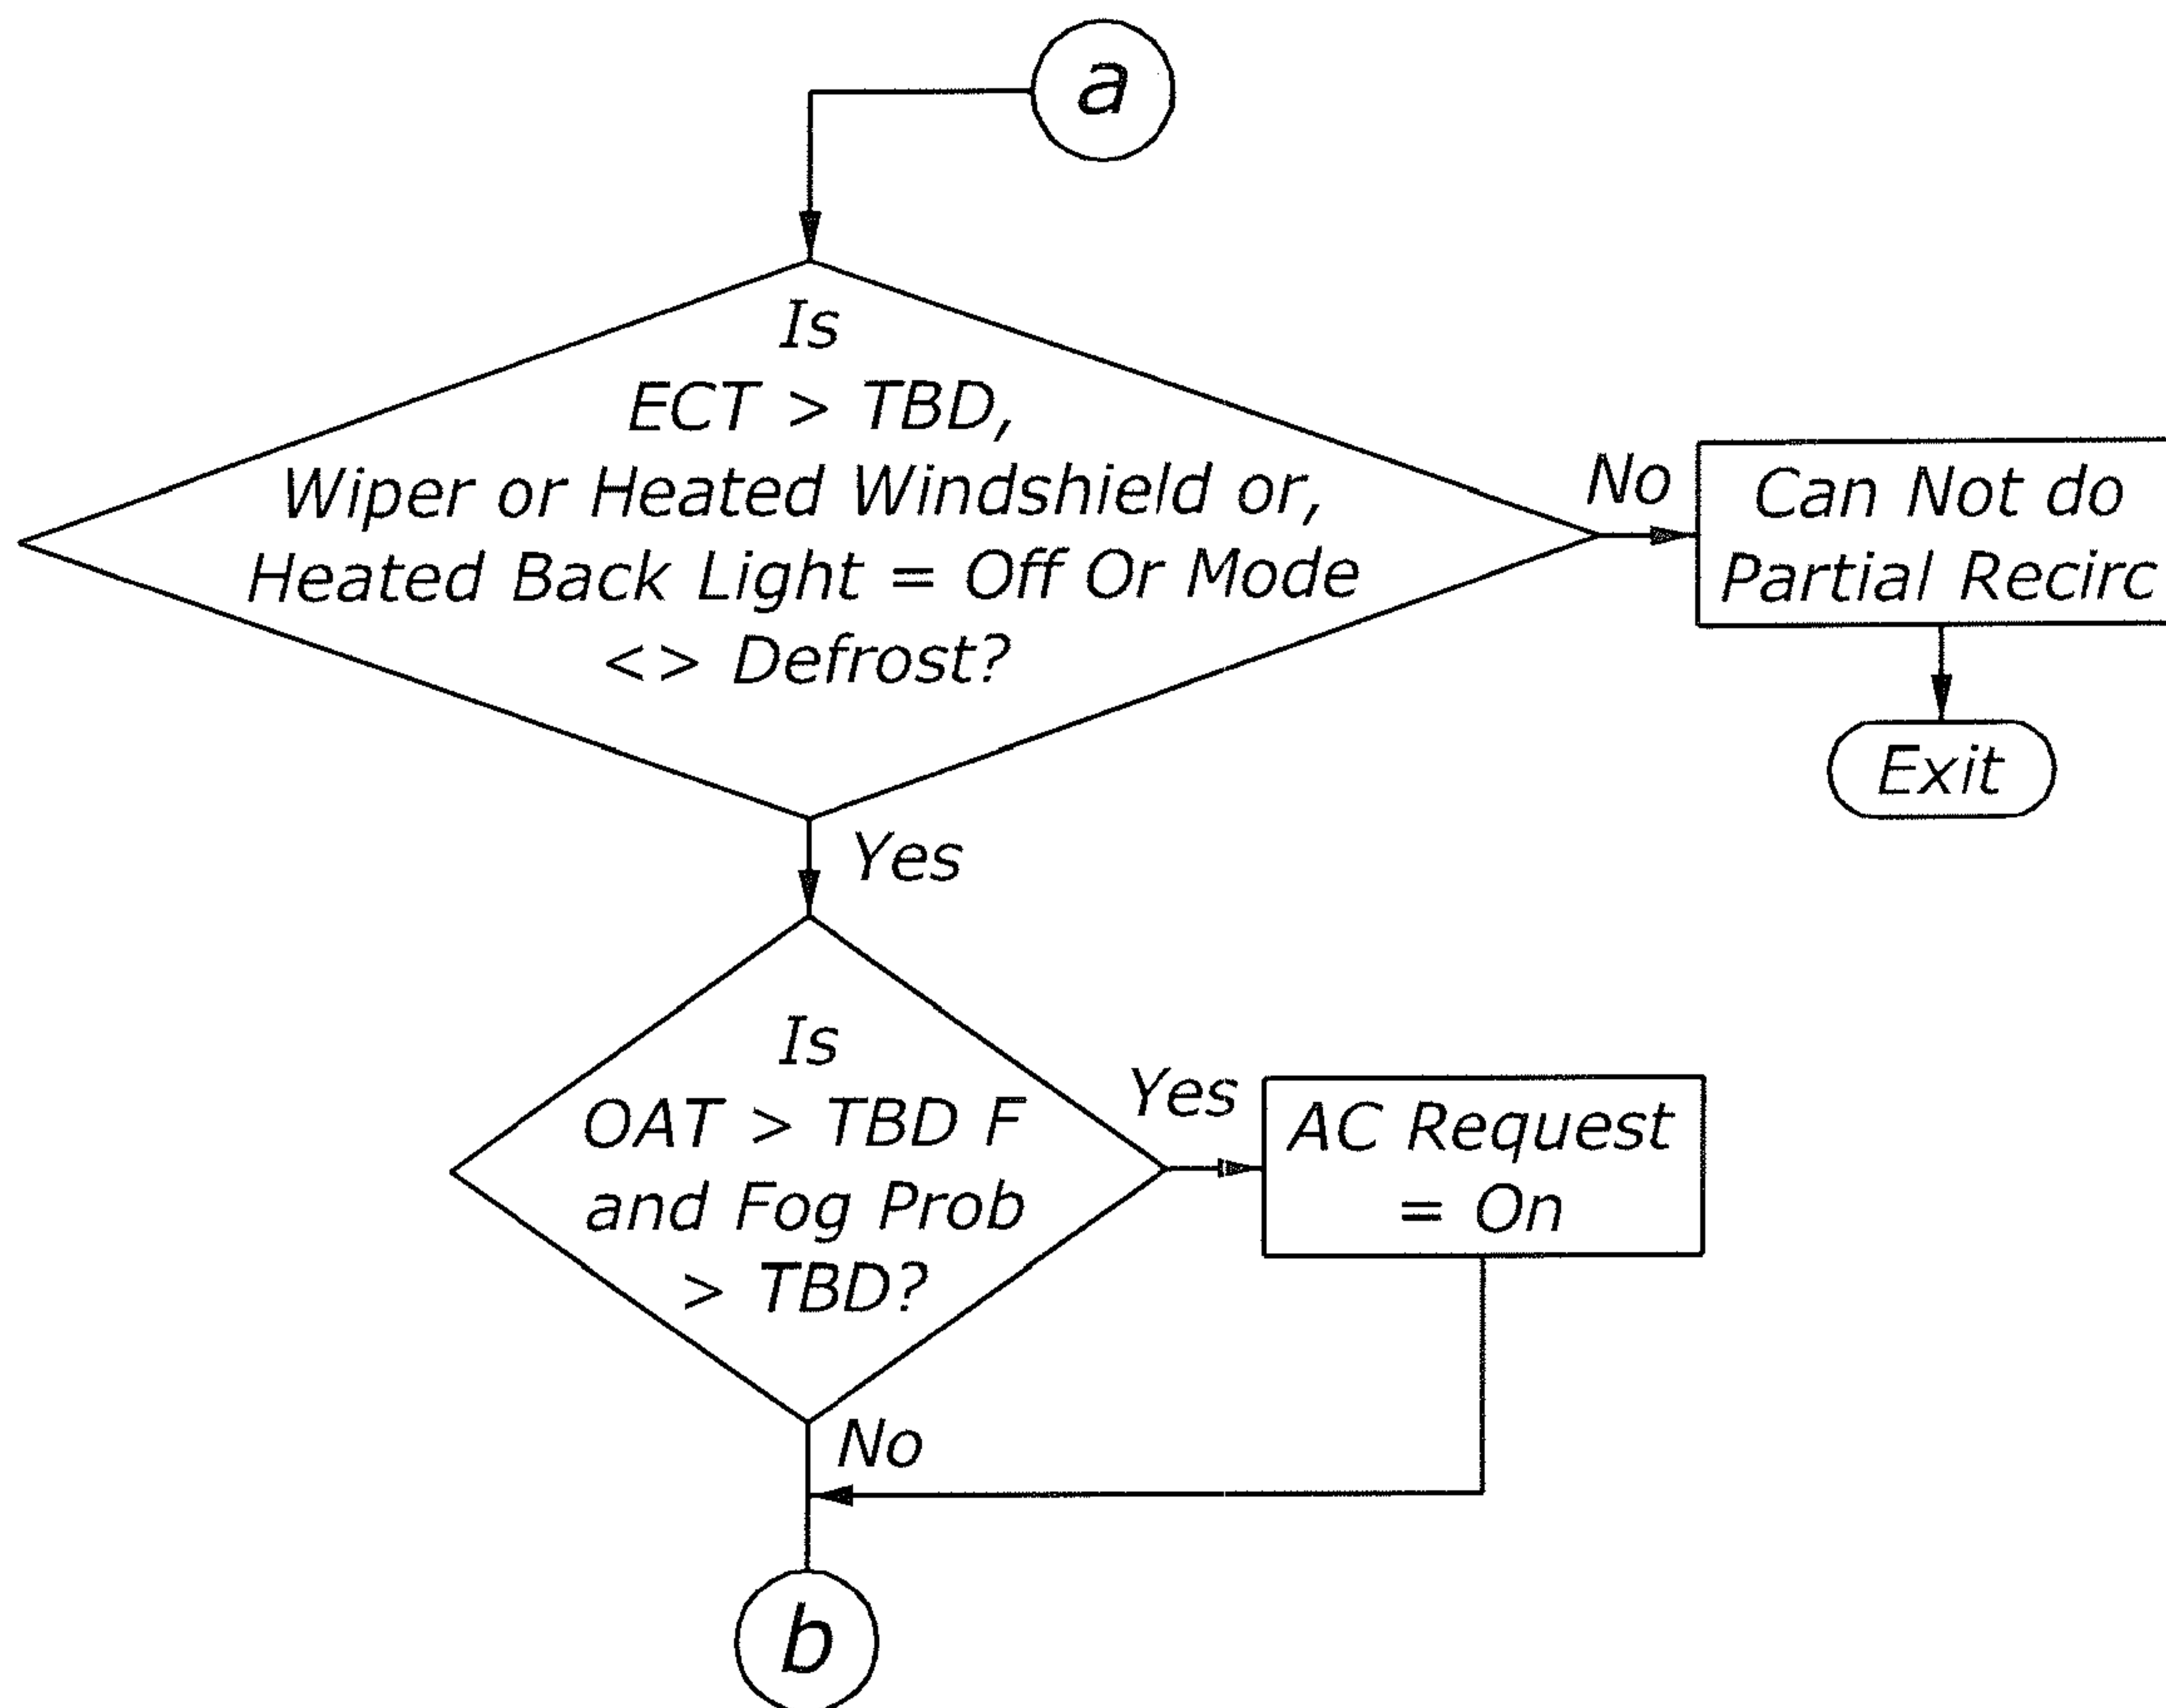 a
Is
ECT > TBD,
Wiper or Heated Windshield or,
Heated Back Light = Off Or Mode
<> Defrost?
No
Can Not do
Partial Recirc
Exit
Yes
Is
OAT > TBD F
and Fog Prob
> TBD?
Yes
AC Request
= On
No
b